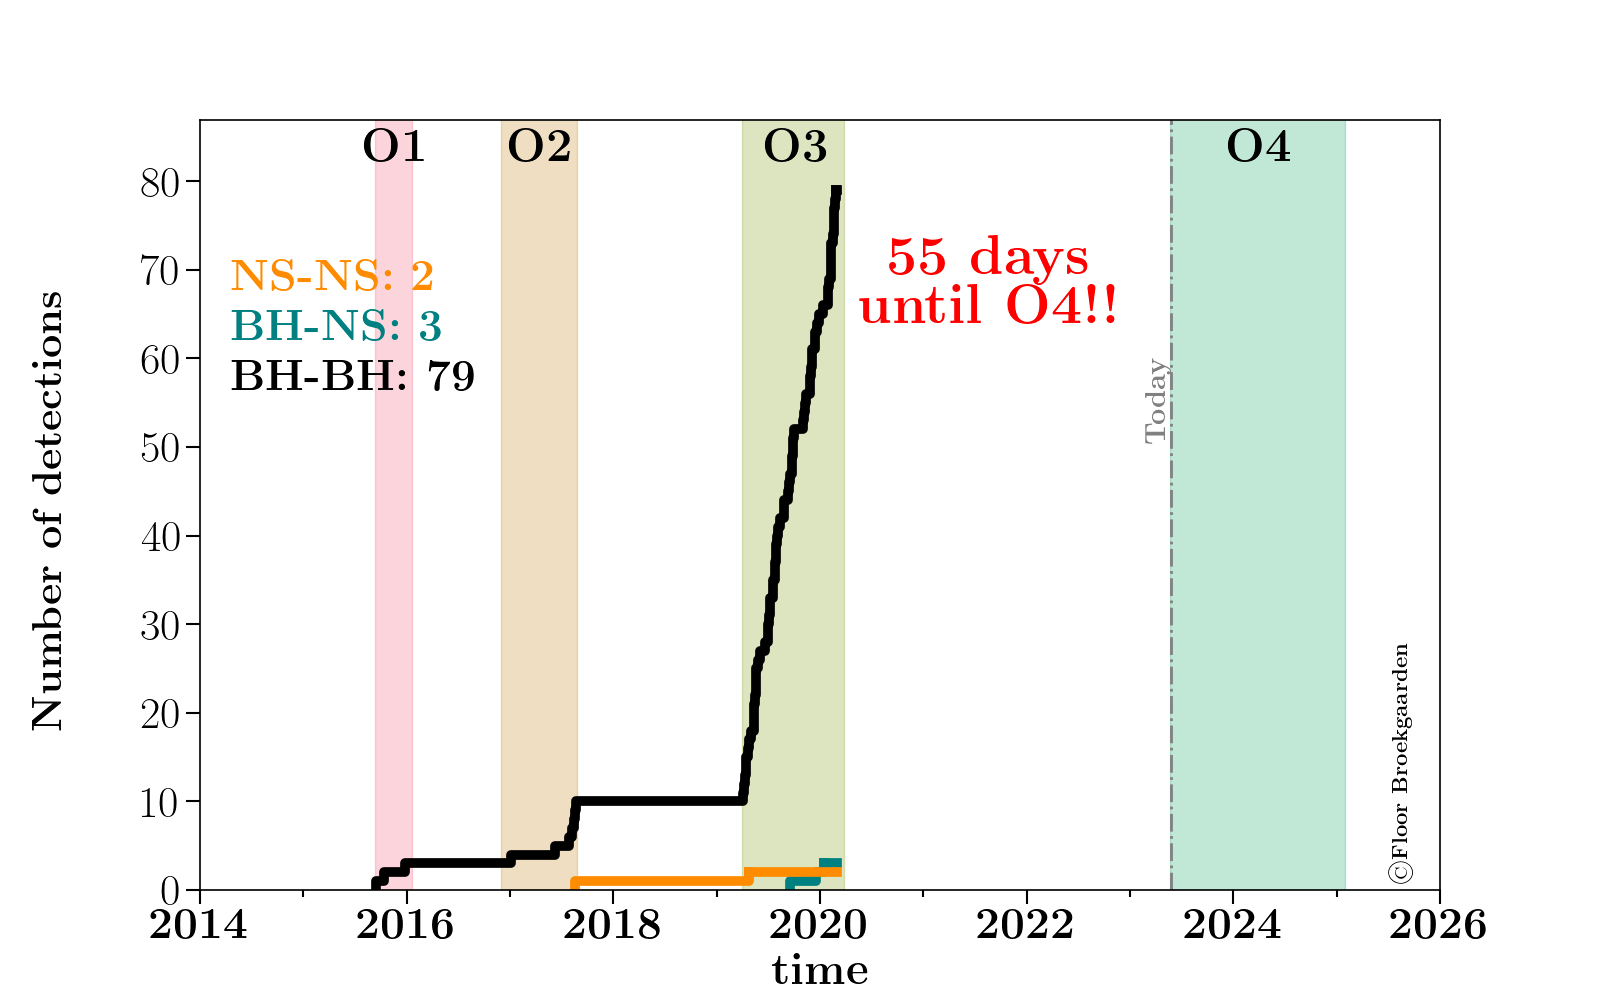 O1 O2 O3 O4
80
70
60
50
40
30
20
10
0
Number of detections
NS-NS: 2
BH-NS: 3
BH-BH: 79
55 days
until O4!!
Today
©Floor Broekgaarden
2014 2016 2018 2020 2022 2024 2026
time